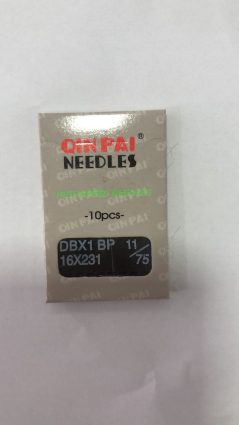 QIN PAI®
NEEDLES
-10pcs-
DBX1 BP 11/75
16X231